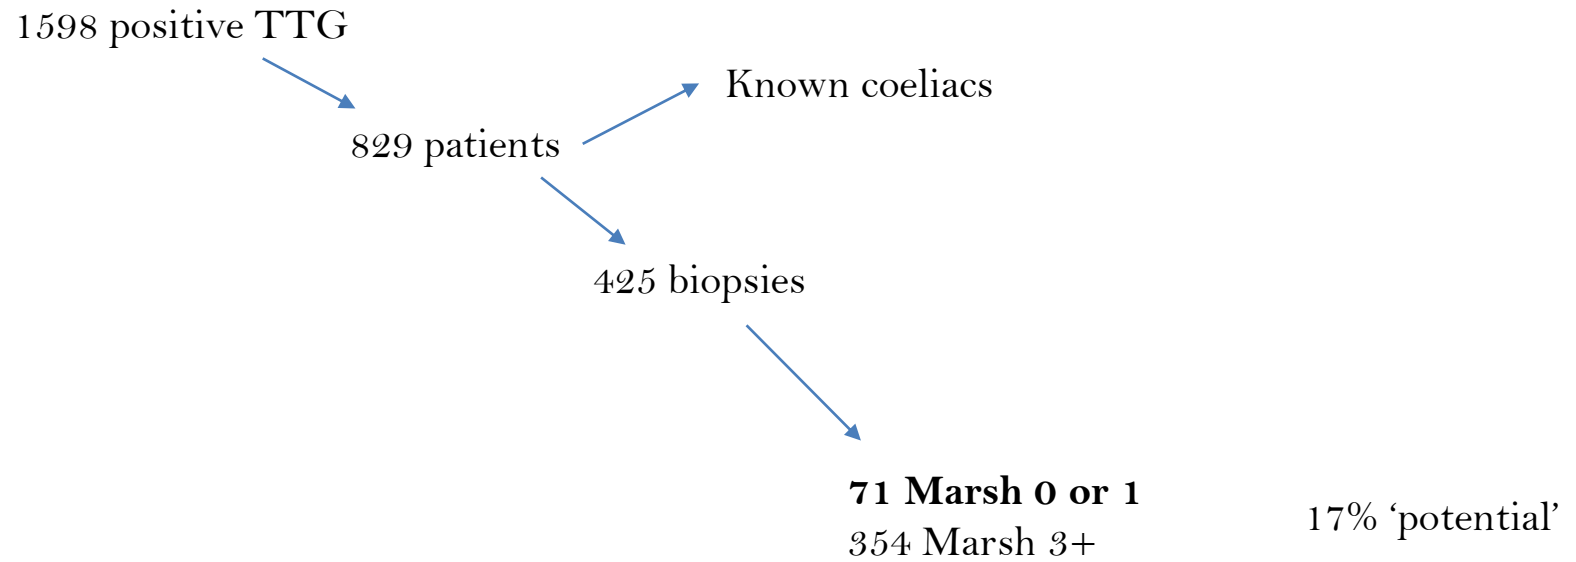 1598 positive TTG
Known coeliacs
829 patients
425 biopsies
71 Marsh 0 or 1
354 Marsh 3+
17% ‘potential’